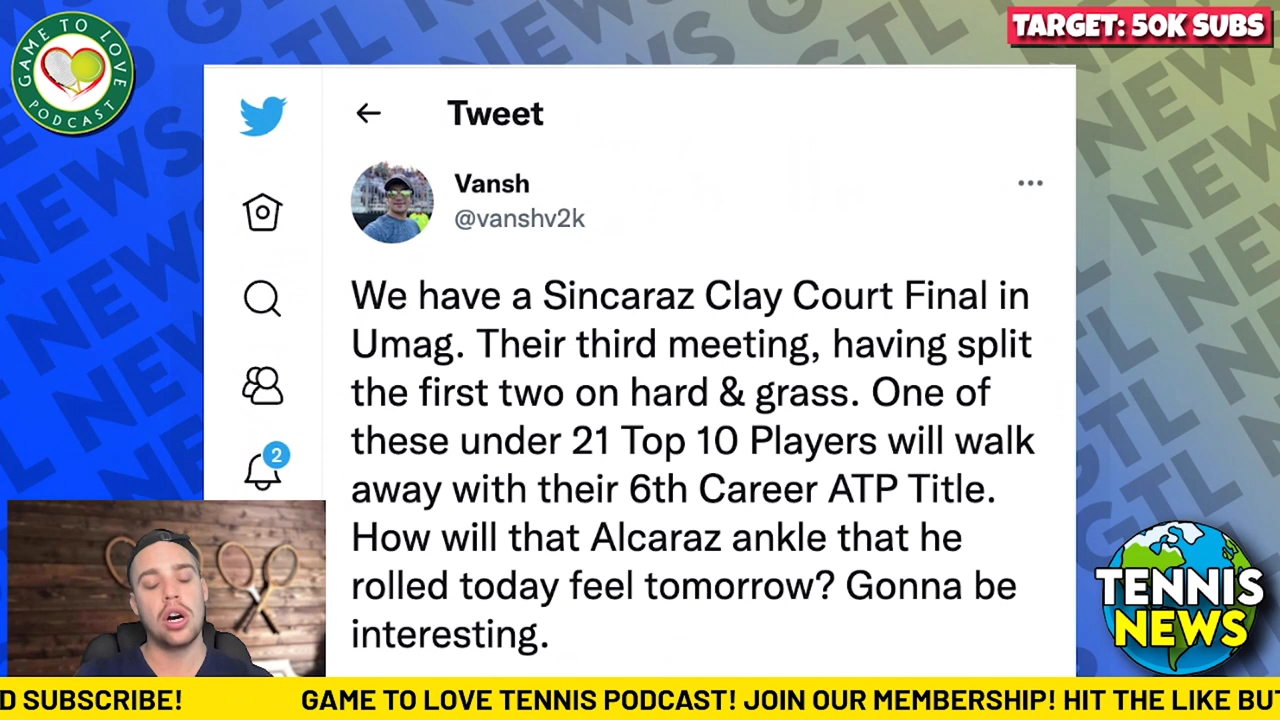 GAME TO LOVE
PODCAST
TARGET: 50K SUBS
Tweet
Vansh
@vanshv2k
We have a Sincaraz Clay Court Final in
Umag. Their third meeting, having split
the first two on hard & grass. One of
these under 21 Top 10 Players will walk
away with their 6th Career ATP Title.
How will that Alcaraz ankle that he
rolled today feel tomorrow? Gonna be
interesting.
2
TENNIS
NEWS
D SUBSCRIBE! GAME TO LOVE TENNIS PODCAST! JOIN OUR MEMBERSHIP! HIT THE LIKE BU
GTL NEWS